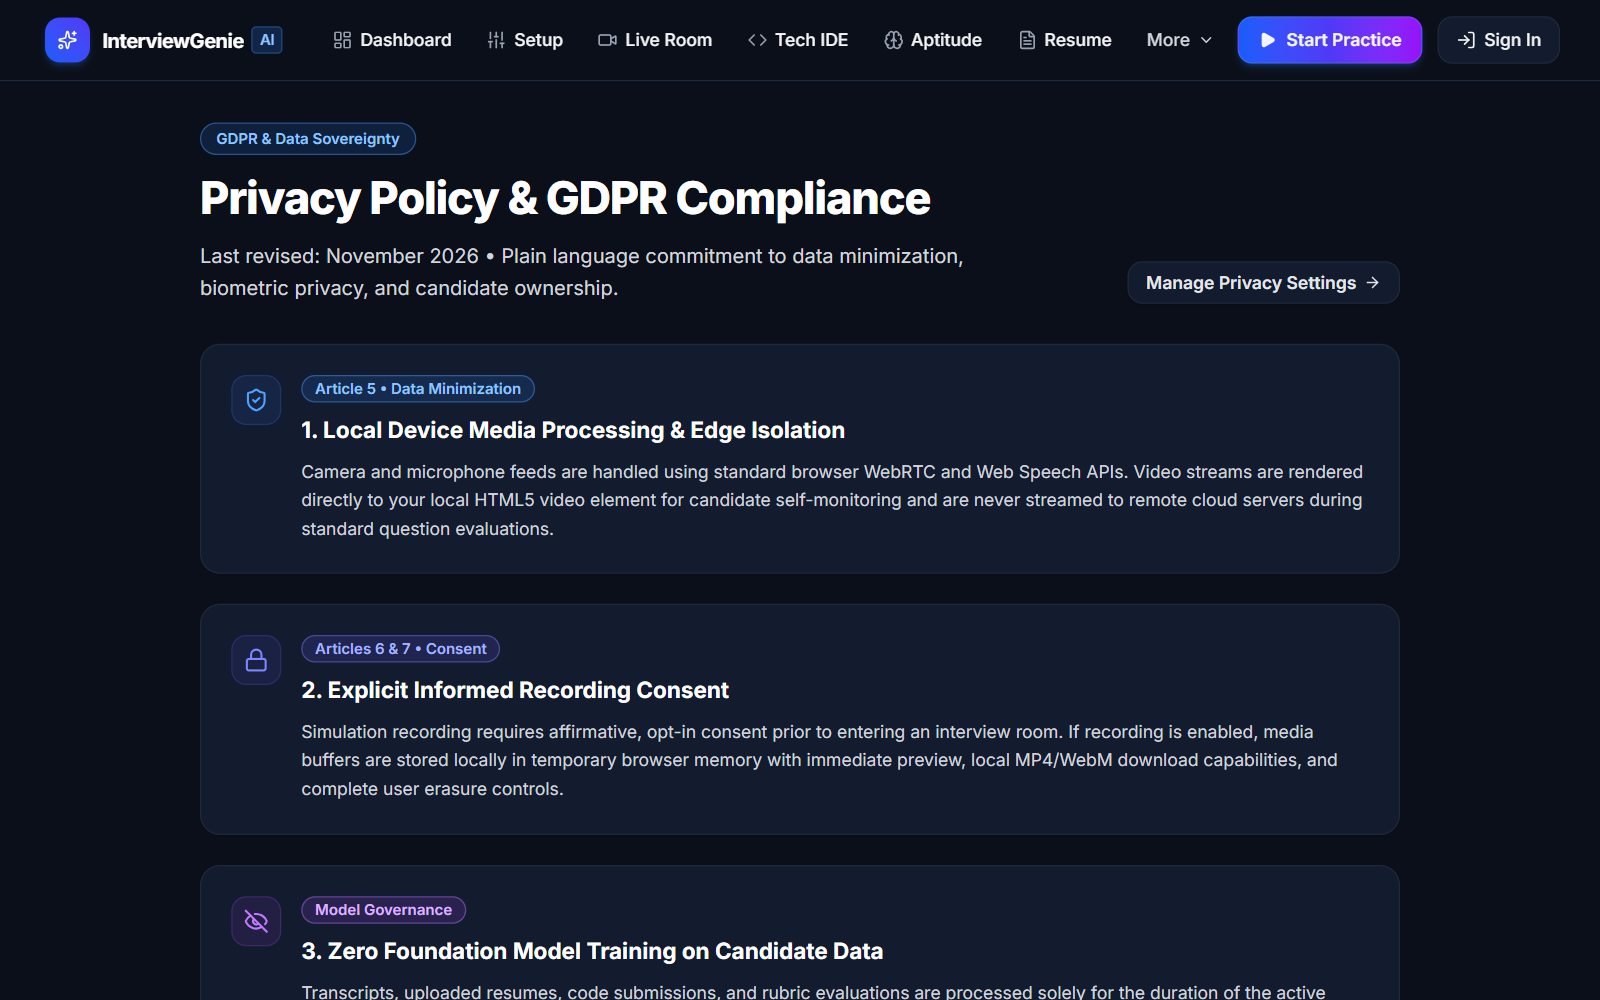 InterviewGenie AI Dashboard Setup Live Room Tech IDE Aptitude Resume More Start Practice Sign In
GDPR & Data Sovereignty
Privacy Policy & GDPR Compliance
Last revised: November 2026 • Plain language commitment to data minimization,
biometric privacy, and candidate ownership.
Manage Privacy Settings
Article 5 • Data Minimization
1. Local Device Media Processing & Edge Isolation
Camera and microphone feeds are handled using standard browser WebRTC and Web Speech APIs. Video streams are rendered
directly to your local HTML5 video element for candidate self-monitoring and are never streamed to remote cloud servers during
standard question evaluations.
Articles 6 & 7 • Consent
2. Explicit Informed Recording Consent
Simulation recording requires affirmative, opt-in consent prior to entering an interview room. If recording is enabled, media
buffers are stored locally in temporary browser memory with immediate preview, local MP4/WebM download capabilities, and
complete user erasure controls.
Model Governance
3. Zero Foundation Model Training on Candidate Data
Transcripts, uploaded resumes, code submissions, and rubric evaluations are processed solely for the duration of the active